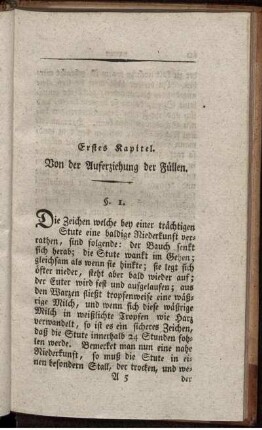 Erstes Kapitel.
Von der Auferziehung der Füllen.
§. 1.
Die Zeichen welche bey einer trächtigen
Stute eine baldige Niederkunft ver-
rathen, sind folgende: der Bauch senkt
sich herab; die Stute wankt im Gehen;
gleichsam als wenn sie hinkte; sie legt sich
öfter nieder, steht aber bald wieder auf;
der Euter wird fest und aufgelaufen; aus
den Warzen siefert tropfenweise eine wäß-
rige Milch, und wenn sich diese wäßrige
Milch in weißlichte Tropfen wie Harz
verwandelt, so ist es ein sicheres Zeichen,
daß die Stute innerhalb 24 Stunden foh-
len werde. Bemerket man nun eine nahe
Niederkunft, so muß die Stute in ei-
nen besondern Stall, der trocken, und we-
A 5 der